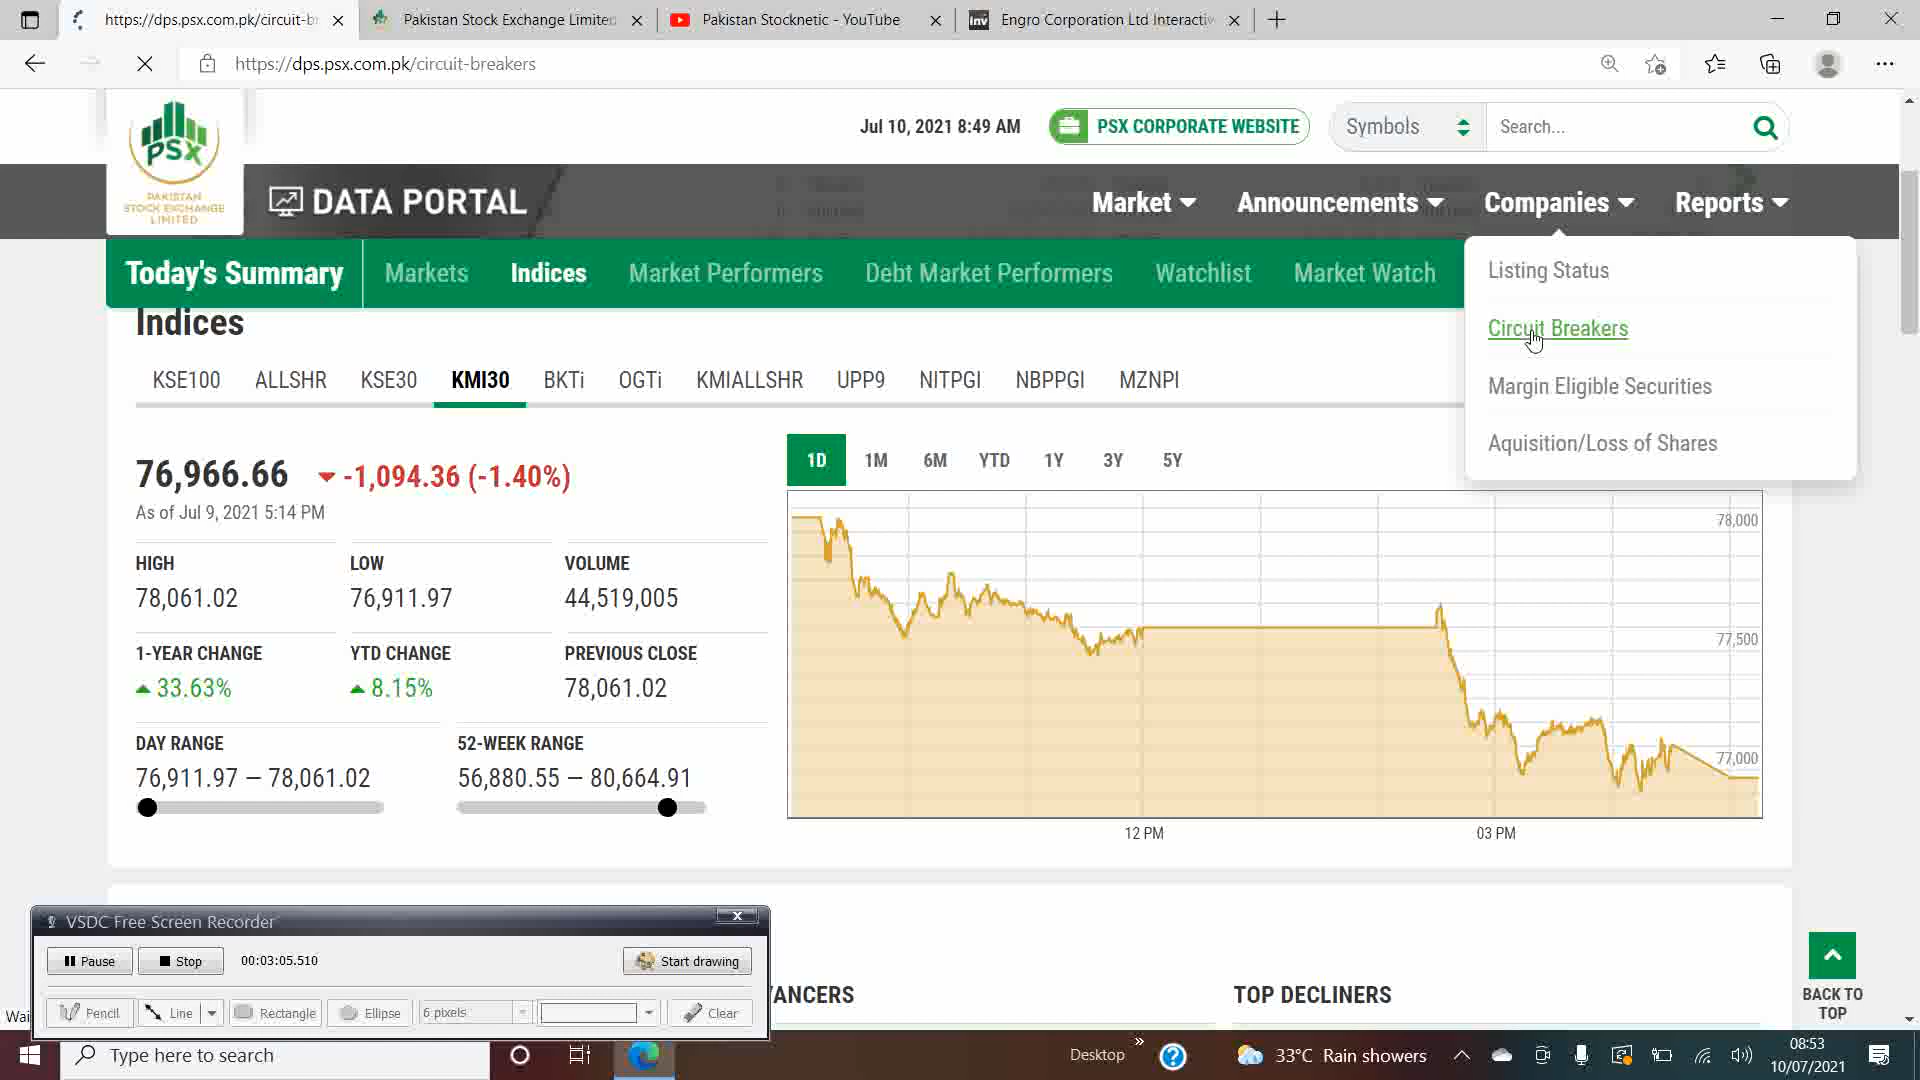 https://dps.psx.com.pk/circuit-br
Pakistan Stock Exchange Limited
Pakistan Stocknetic - YouTube
inv
Engro Corporation Ltd Interactiv
https://dps.psx.com.pk/circuit-breakers
PSX
PAKISTAN
STOCK EXCHANGE
LIMITED
Jul 10, 2021 8:49 AM
PSX CORPORATE WEBSITE
Symbols
Search...
DATA PORTAL
Market
Announcements
Companies
Reports
Today's Summary
Markets
Indices
Market Performers
Debt Market Performers
Watchlist
Market Watch
Listing Status
Circuit Breakers
Margin Eligible Securities
Aquisition/Loss of Shares
Indices
KSE100
ALLSHR
KSE30
KMI30
BKTi
OGTi
KMIALLSHR
UPP9
NITPGI
NBPPGI
MZNPI
76,966.66
-1,094.36 (-1.40%)
As of Jul 9, 2021 5:14 PM
HIGH
78,061.02
LOW
76,911.97
VOLUME
44,519,005
1-YEAR CHANGE
33.63%
YTD CHANGE
8.15%
PREVIOUS CLOSE
78,061.02
DAY RANGE
76,911.97 — 78,061.02
52-WEEK RANGE
56,880.55 — 80,664.91
1D
1M
6M
YTD
1Y
3Y
5Y
78,000
77,500
77,000
12 PM
03 PM
VSDC Free Screen Recorder
x
Pause
Stop
00:03:05.510
Start drawing
Pencil
Line
Rectangle
Ellipse
6 pixels
Clear
Wai
VANCERS
TOP DECLINERS
BACK TO
TOP
Type here to search
Desktop
»
?
33°C Rain showers
08:53
10/07/2021